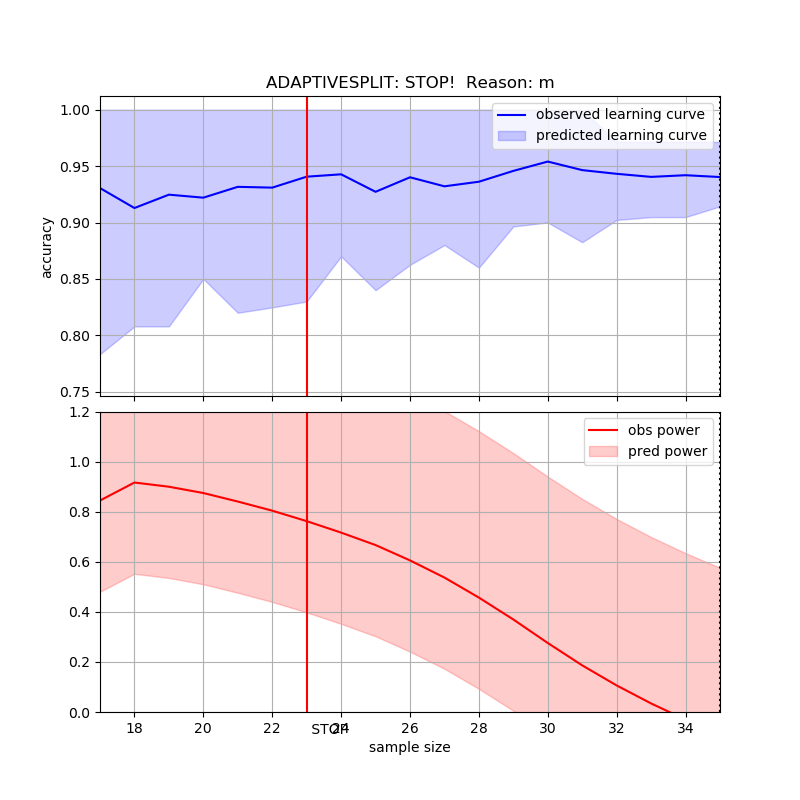 ADAPTIVESPLIT: STOP!  Reason: m
1.00
0.95
0.90
0.85
0.80
0.75
accuracy
observed learning curve
predicted learning curve
1.2
1.0
0.8
0.6
0.4
0.2
0.0
obs power
pred power
18 20 22 24 26 28 30 32 34
STOP
sample size